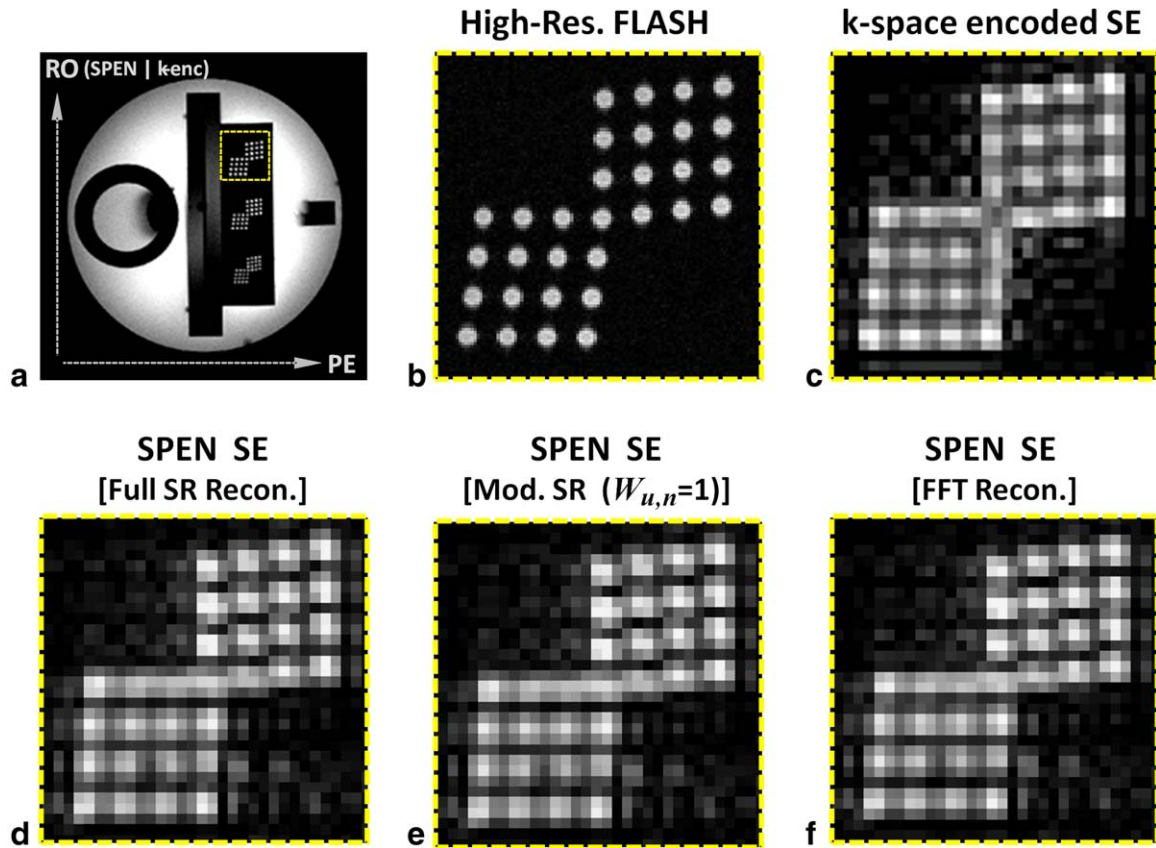 High-Res. FLASH
k-space encoded SE
RO (SPEN | k-enc)
PE
a
b
c
SPEN SE
[Full SR Recon.]
SPEN SE
[Mod. SR (Wu,n=1)]
SPEN SE
[FFT Recon.]
d
e
f